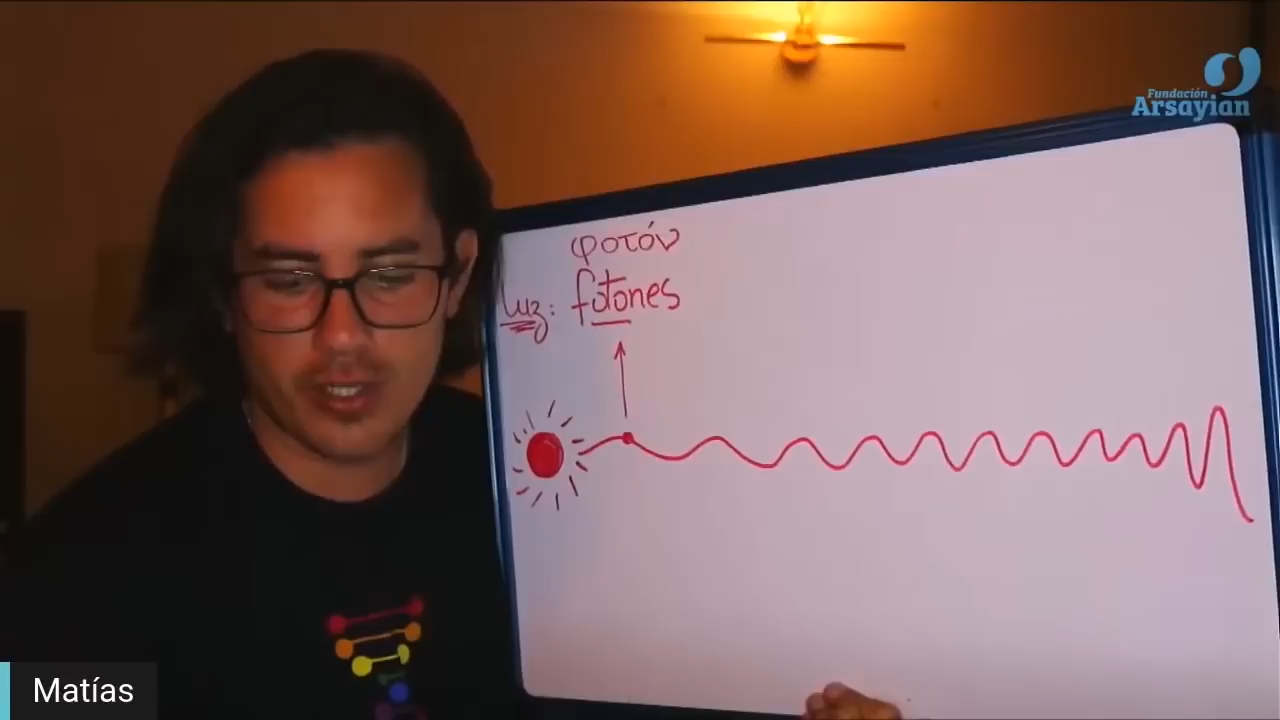 Fundación
Arsayian
φοτόν
luz: fotones
Matías